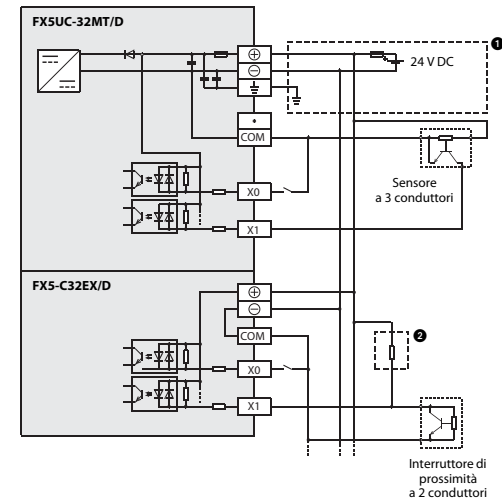 FX5UC-32MT/D
❶
24 V DC
•
COM
X0
X1
Sensore
a 3 conduttori
FX5-C32EX/D
COM
❷
X0
X1
Interruttore di
prossimità
a 2 conduttori